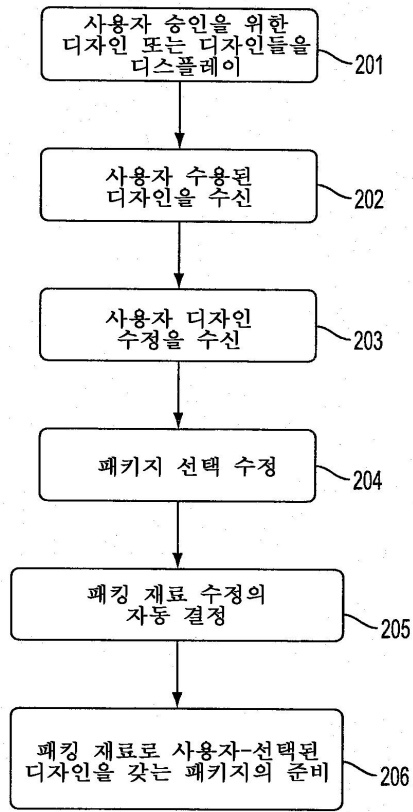 사용자 승인을 위한
디자인 또는 디자인들을
디스플레이
201
사용자 수용된
디자인을 수신
202
사용자 디자인
수정을 수신
203
패키지 선택 수정
204
패킹 재료 수정의
자동 결정
205
패킹 재료로 사용자-선택된
디자인을 갖는 패키지의 준비
206